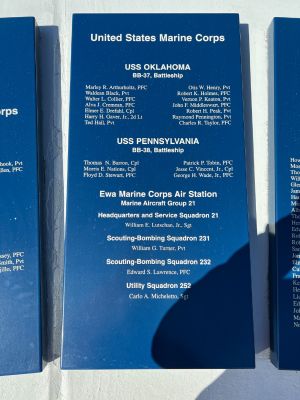 United States Marine Corps
USS OKLAHOMA
BB-37, Battleship
Marley R. Arthurholtz, PFC
Waldean Black, Pvt
Walter L. Collier, PFC
Alva J. Cremean, PFC
Elmer E. Drefahl, Cpl
Harry H. Gaver, Jr., 2d Lt
Ted Hall, Pvt
Otis W. Henry, Pvt
Robert K. Holmes, PFC
Vernon P. Keaton, Pvt
John F. Middleswart, PFC
Robert H. Peak, Pvt
Raymond Pennington, Pvt
Charles R. Taylor, PFC
USS PENNSYLVANIA
BB-38, Battleship
Thomas N. Barron, Cpl
Morris E. Nations, Cpl
Floyd D. Stewart, PFC
Patrick P. Tobin, PFC
Jesse C. Vincent, Jr., Cpl
George H. Wade, Jr., PFC
Ewa Marine Corps Air Station
Marine Aircraft Group 21
Headquarters and Service Squadron 21
William E. Lutschan, Jr., Sgt
Scouting-Bombing Squadron 231
William G. Turner, Pvt
Scouting-Bombing Squadron 232
Edward S. Lawrence, PFC
Utility Squadron 252
Carlo A. Micheletto, Sgt